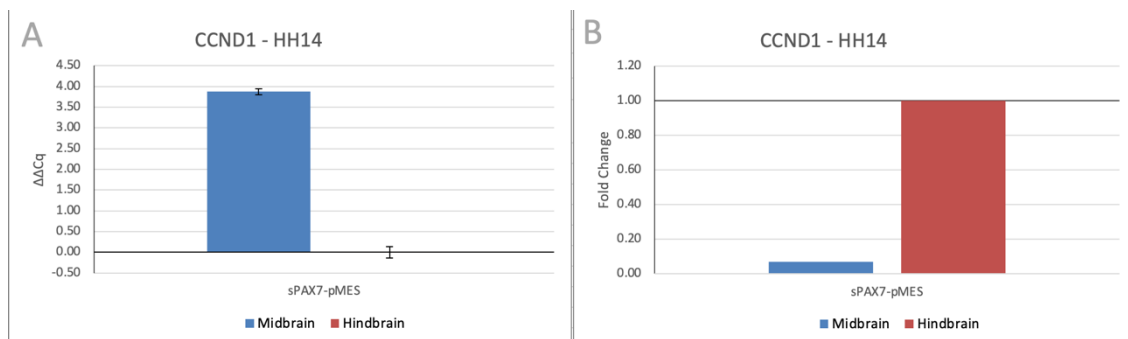 A
CCND1 - HH14
4.50
4.00
3.50
3.00
2.50
2.00
1.50
1.00
0.50
0.00
-0.50
ΔΔCq
sPAX7-pMES
Midbrain Hindbrain
B
CCND1 - HH14
1.20
1.00
0.80
0.60
0.40
0.20
0.00
Fold Change
sPAX7-pMES
Midbrain Hindbrain